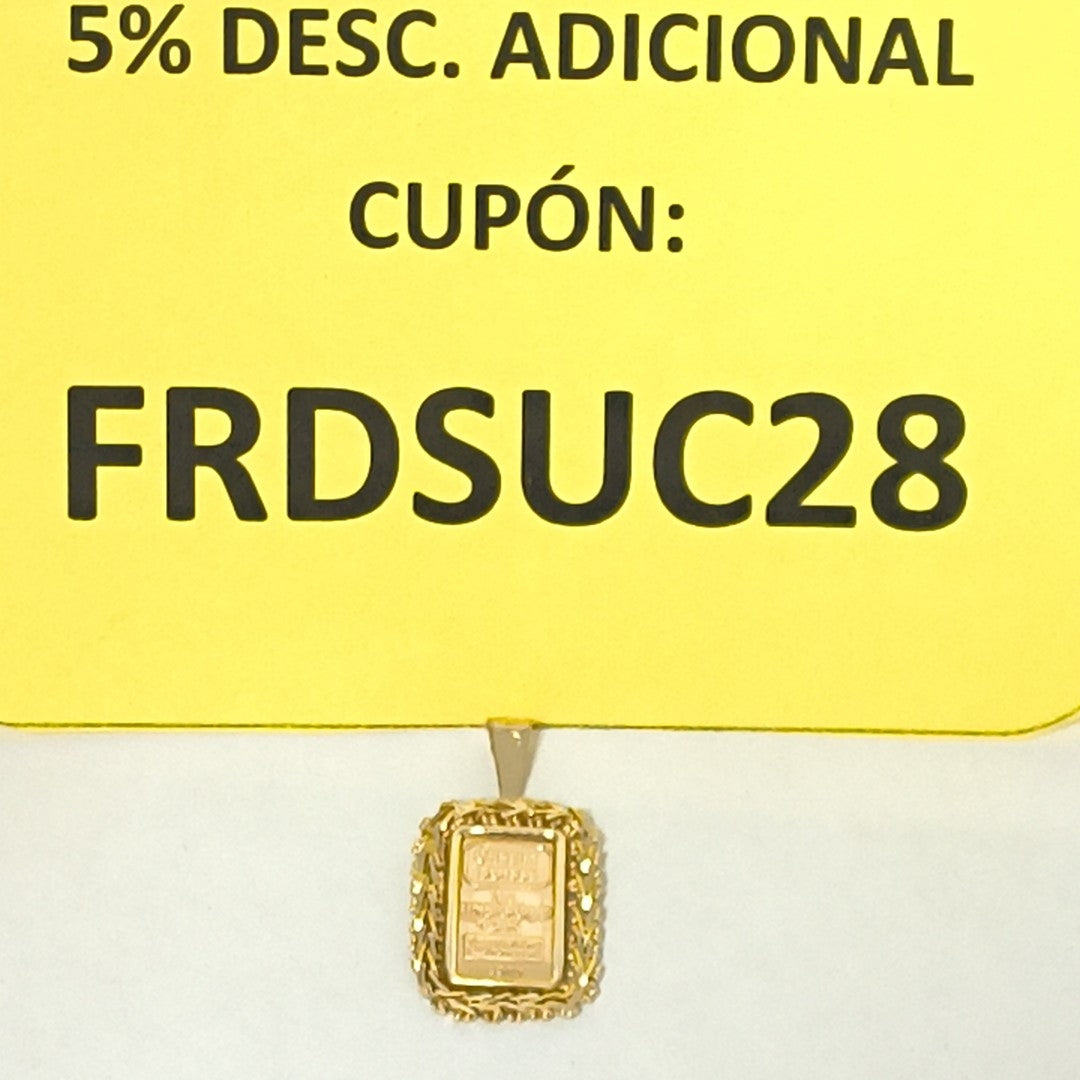 5% DESC. ADICIONAL
CUPÓN:
FRDSUC28